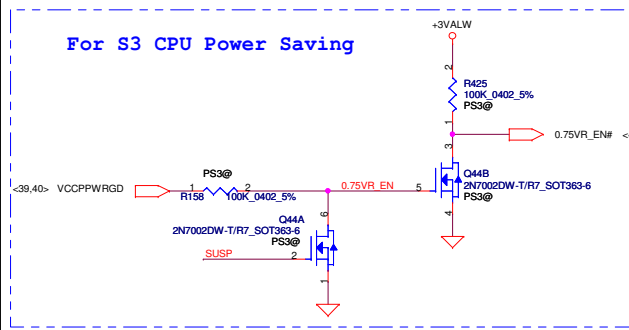 For S3 CPU Power Saving
+3VALW
2
R425
100K_0402_5%
PS3@
1
0.75VR_EN# <
3
Q44B
2N7002DW-T/R7_SOT363-6
PS3@
5
4
PS3@
<39,40> VCCPPWRGD
1 2
R158 100K_0402_5%
0.75VR_EN
6
Q44A
2N7002DW-T/R7_SOT363-6
PS3@
SUSP
2
1